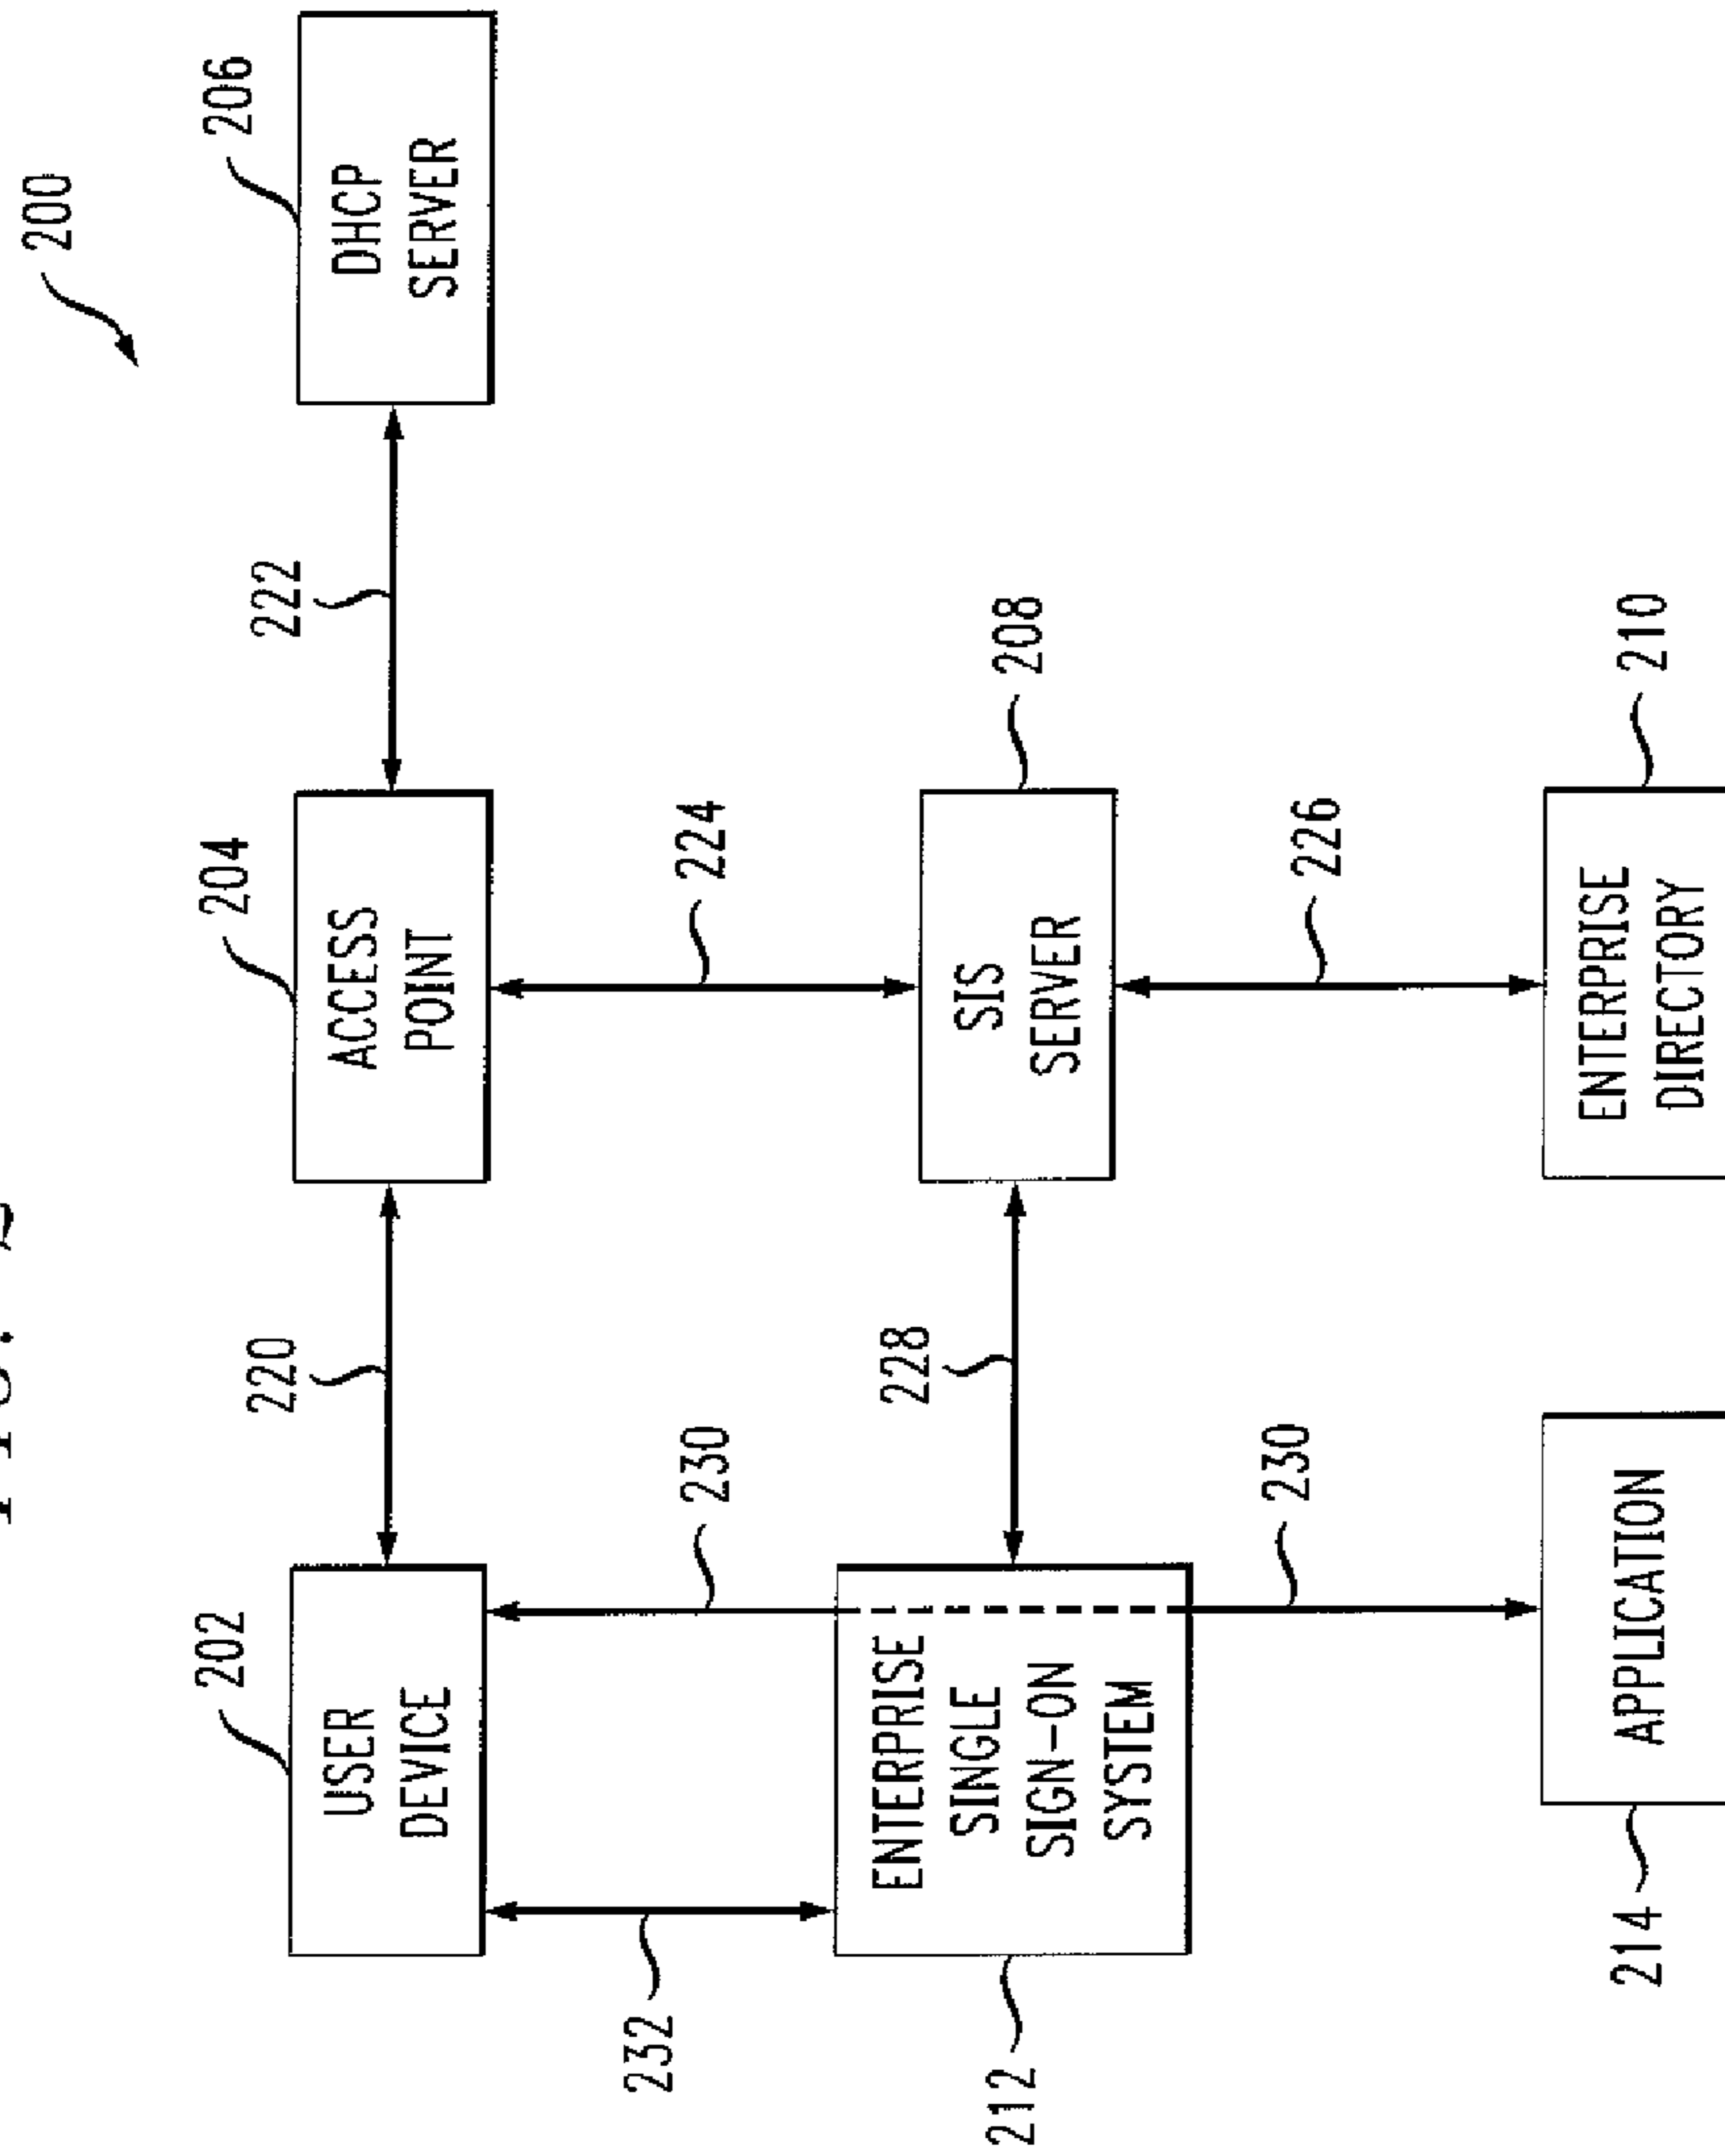 200
202
USER
DEVICE
220
204
ACCESS
POINT
222
206
DHCP
SERVER
232
230
224
212
ENTERPRISE
SINGLE
SIGN-ON
SYSTEM
228
SIS
SERVER
208
230
226
214
APPLICATION
ENTERPRISE
DIRECTORY
210